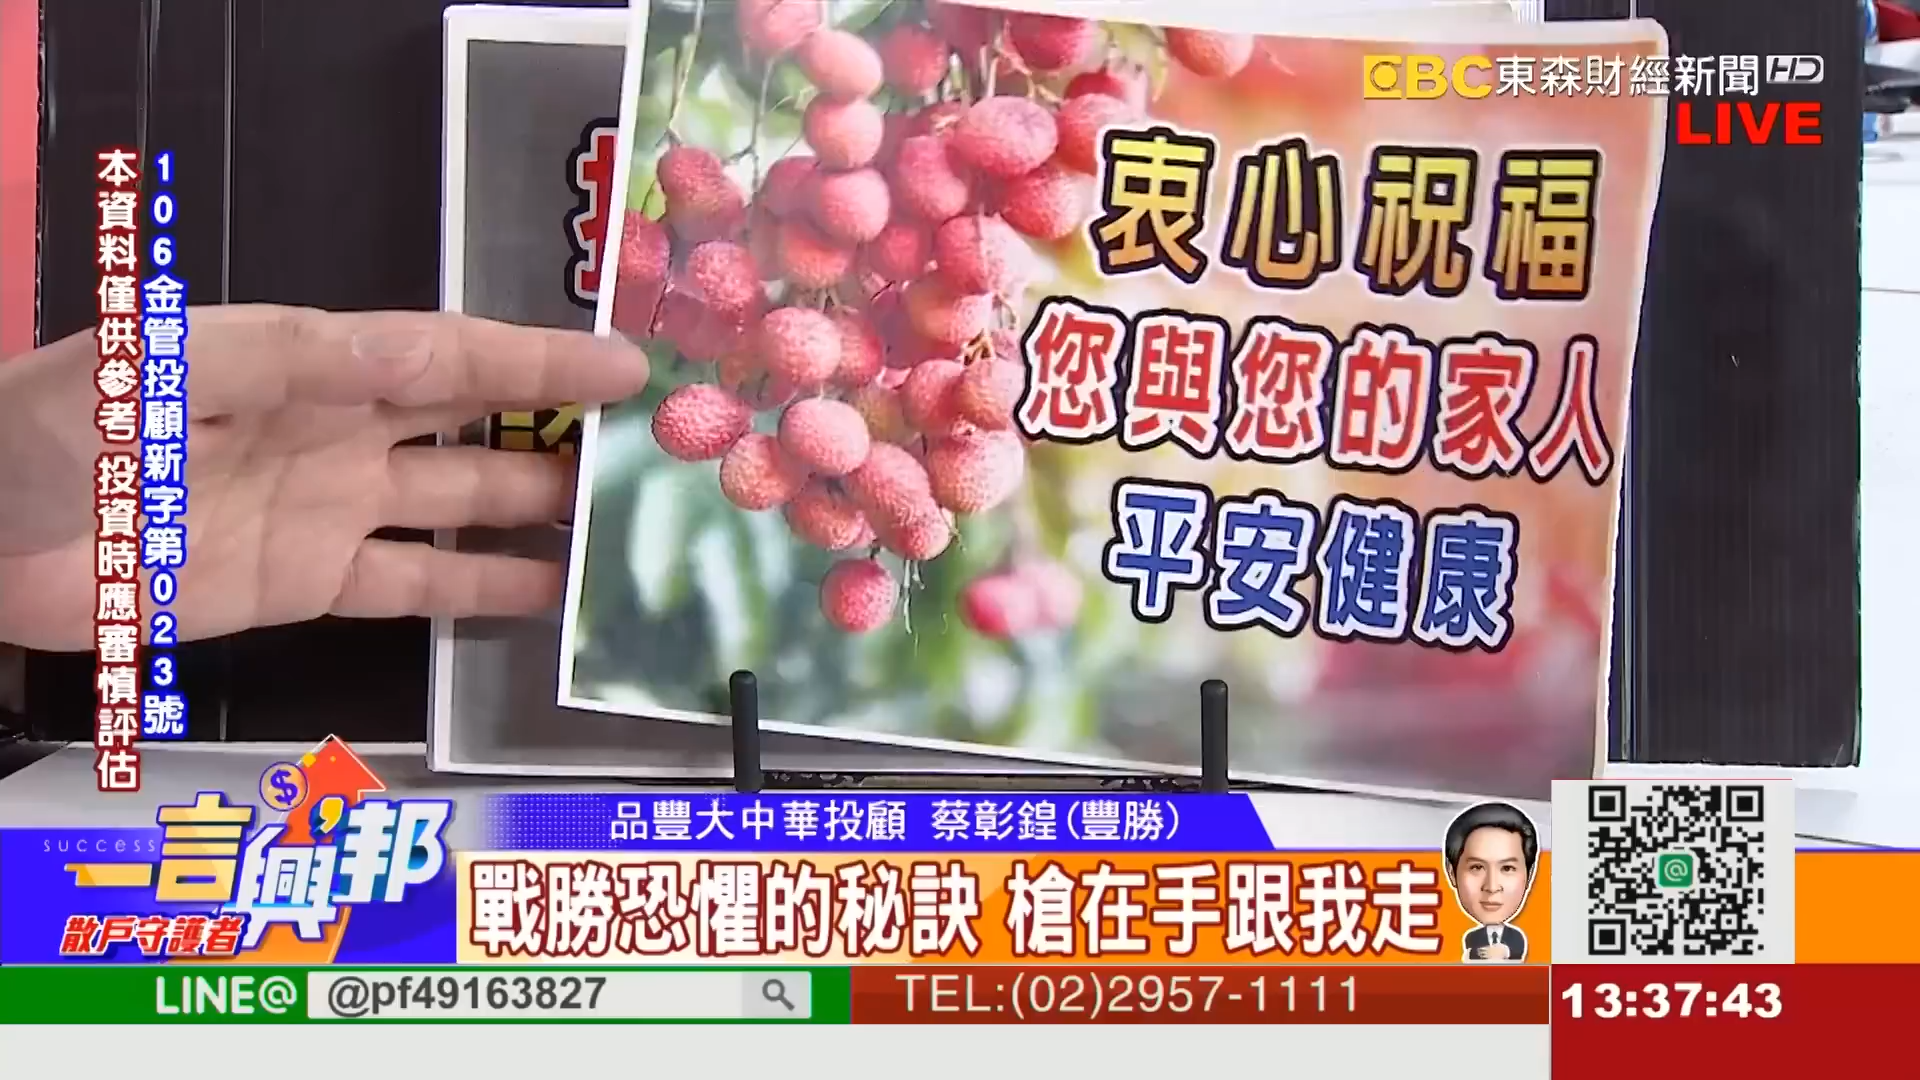 EBC東森財經新聞HD
LIVE
衷心祝福
您與您的家人
平安健康
106金管投顧新字第023號
本資料僅供參考 投資時應審慎評估
success
一言興邦
散戶守護者
品豐大中華投顧 蔡彰鍠(豐勝)
戰勝恐懼的秘訣 槍在手跟我走
LINE@ @pf49163827
TEL:(02)2957-1111
13:37:43